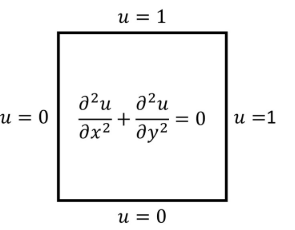 u = 1
u = 0
∂²u/∂x² + ∂²u/∂y² = 0
u =1
u = 0